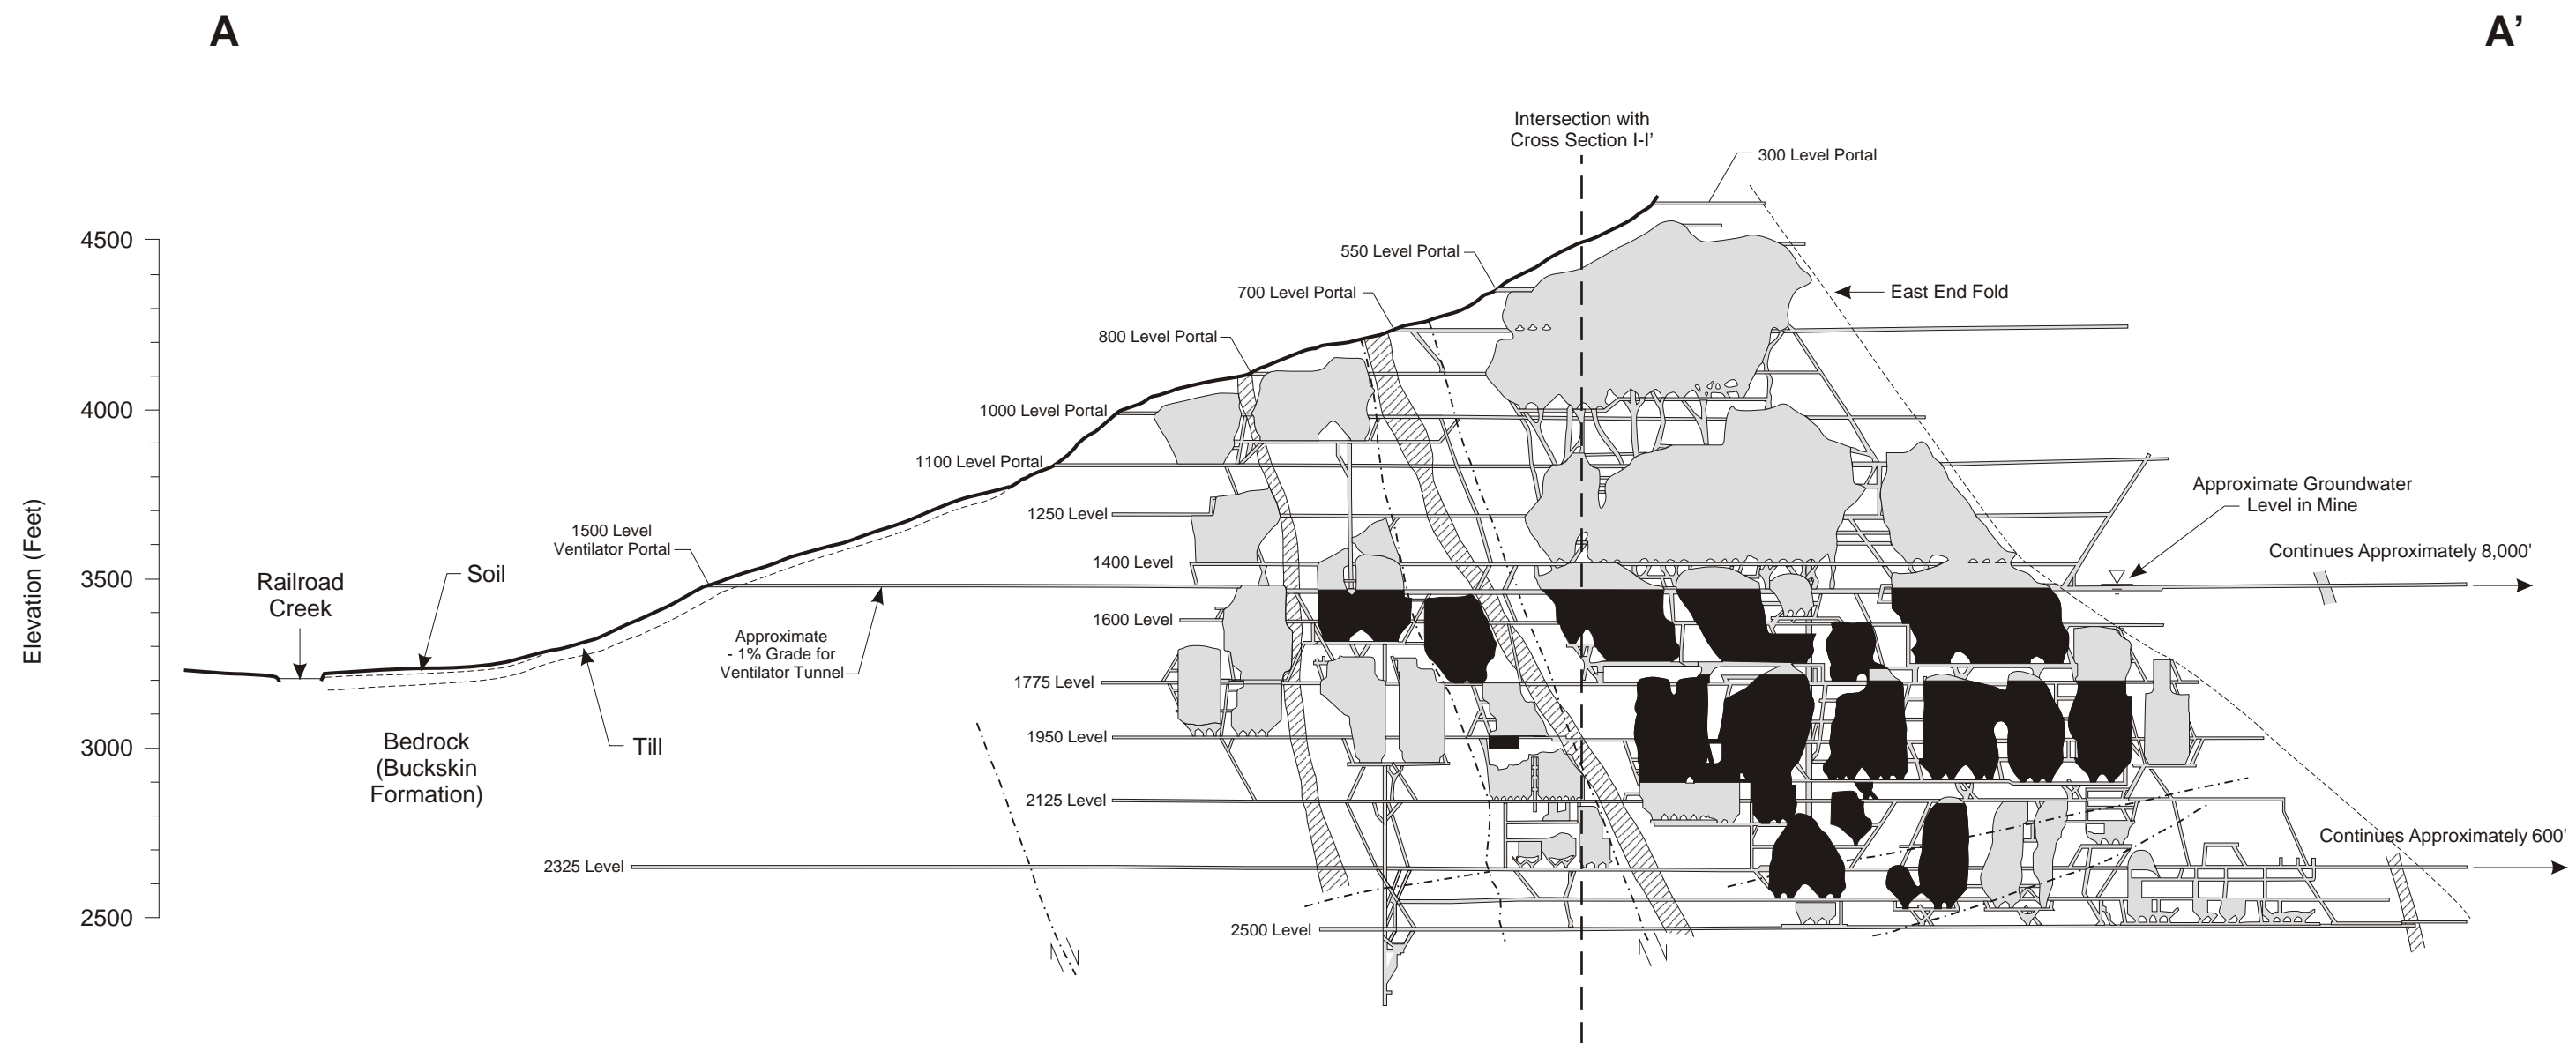 A
A’
Intersection with
Cross Section I-I’
300 Level Portal
4500
550 Level Portal
700 Level Portal
East End Fold
800 Level Portal
4000
1000 Level Portal
1100 Level Portal
Approximate Groundwater
Level in Mine
1250 Level
1500 Level
Ventilator Portal
Continues Approximately 8,000'
1400 Level
3500
Elevation (Feet)
Soil
Railroad
Creek
1600 Level
Approximate
- 1% Grade for
Ventilator Tunnel
1775 Level
1950 Level
3000
Till
Bedrock
(Buckskin
Formation)
2125 Level
Continues Approximately 600'
2325 Level
2500
2500 Level